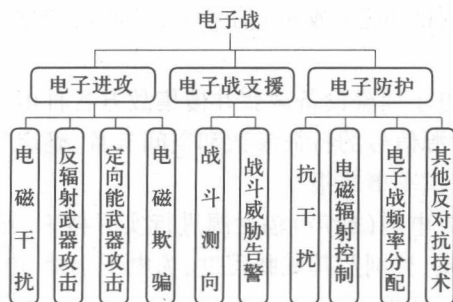 电子战
电子进攻
电子战支援
电子防护
电磁干扰
反辐射武器攻击
定向能武器攻击
电磁欺骗
战斗测向
战斗威胁告警
抗干扰
电磁辐射控制
电子战频率分配
其他反对抗技术